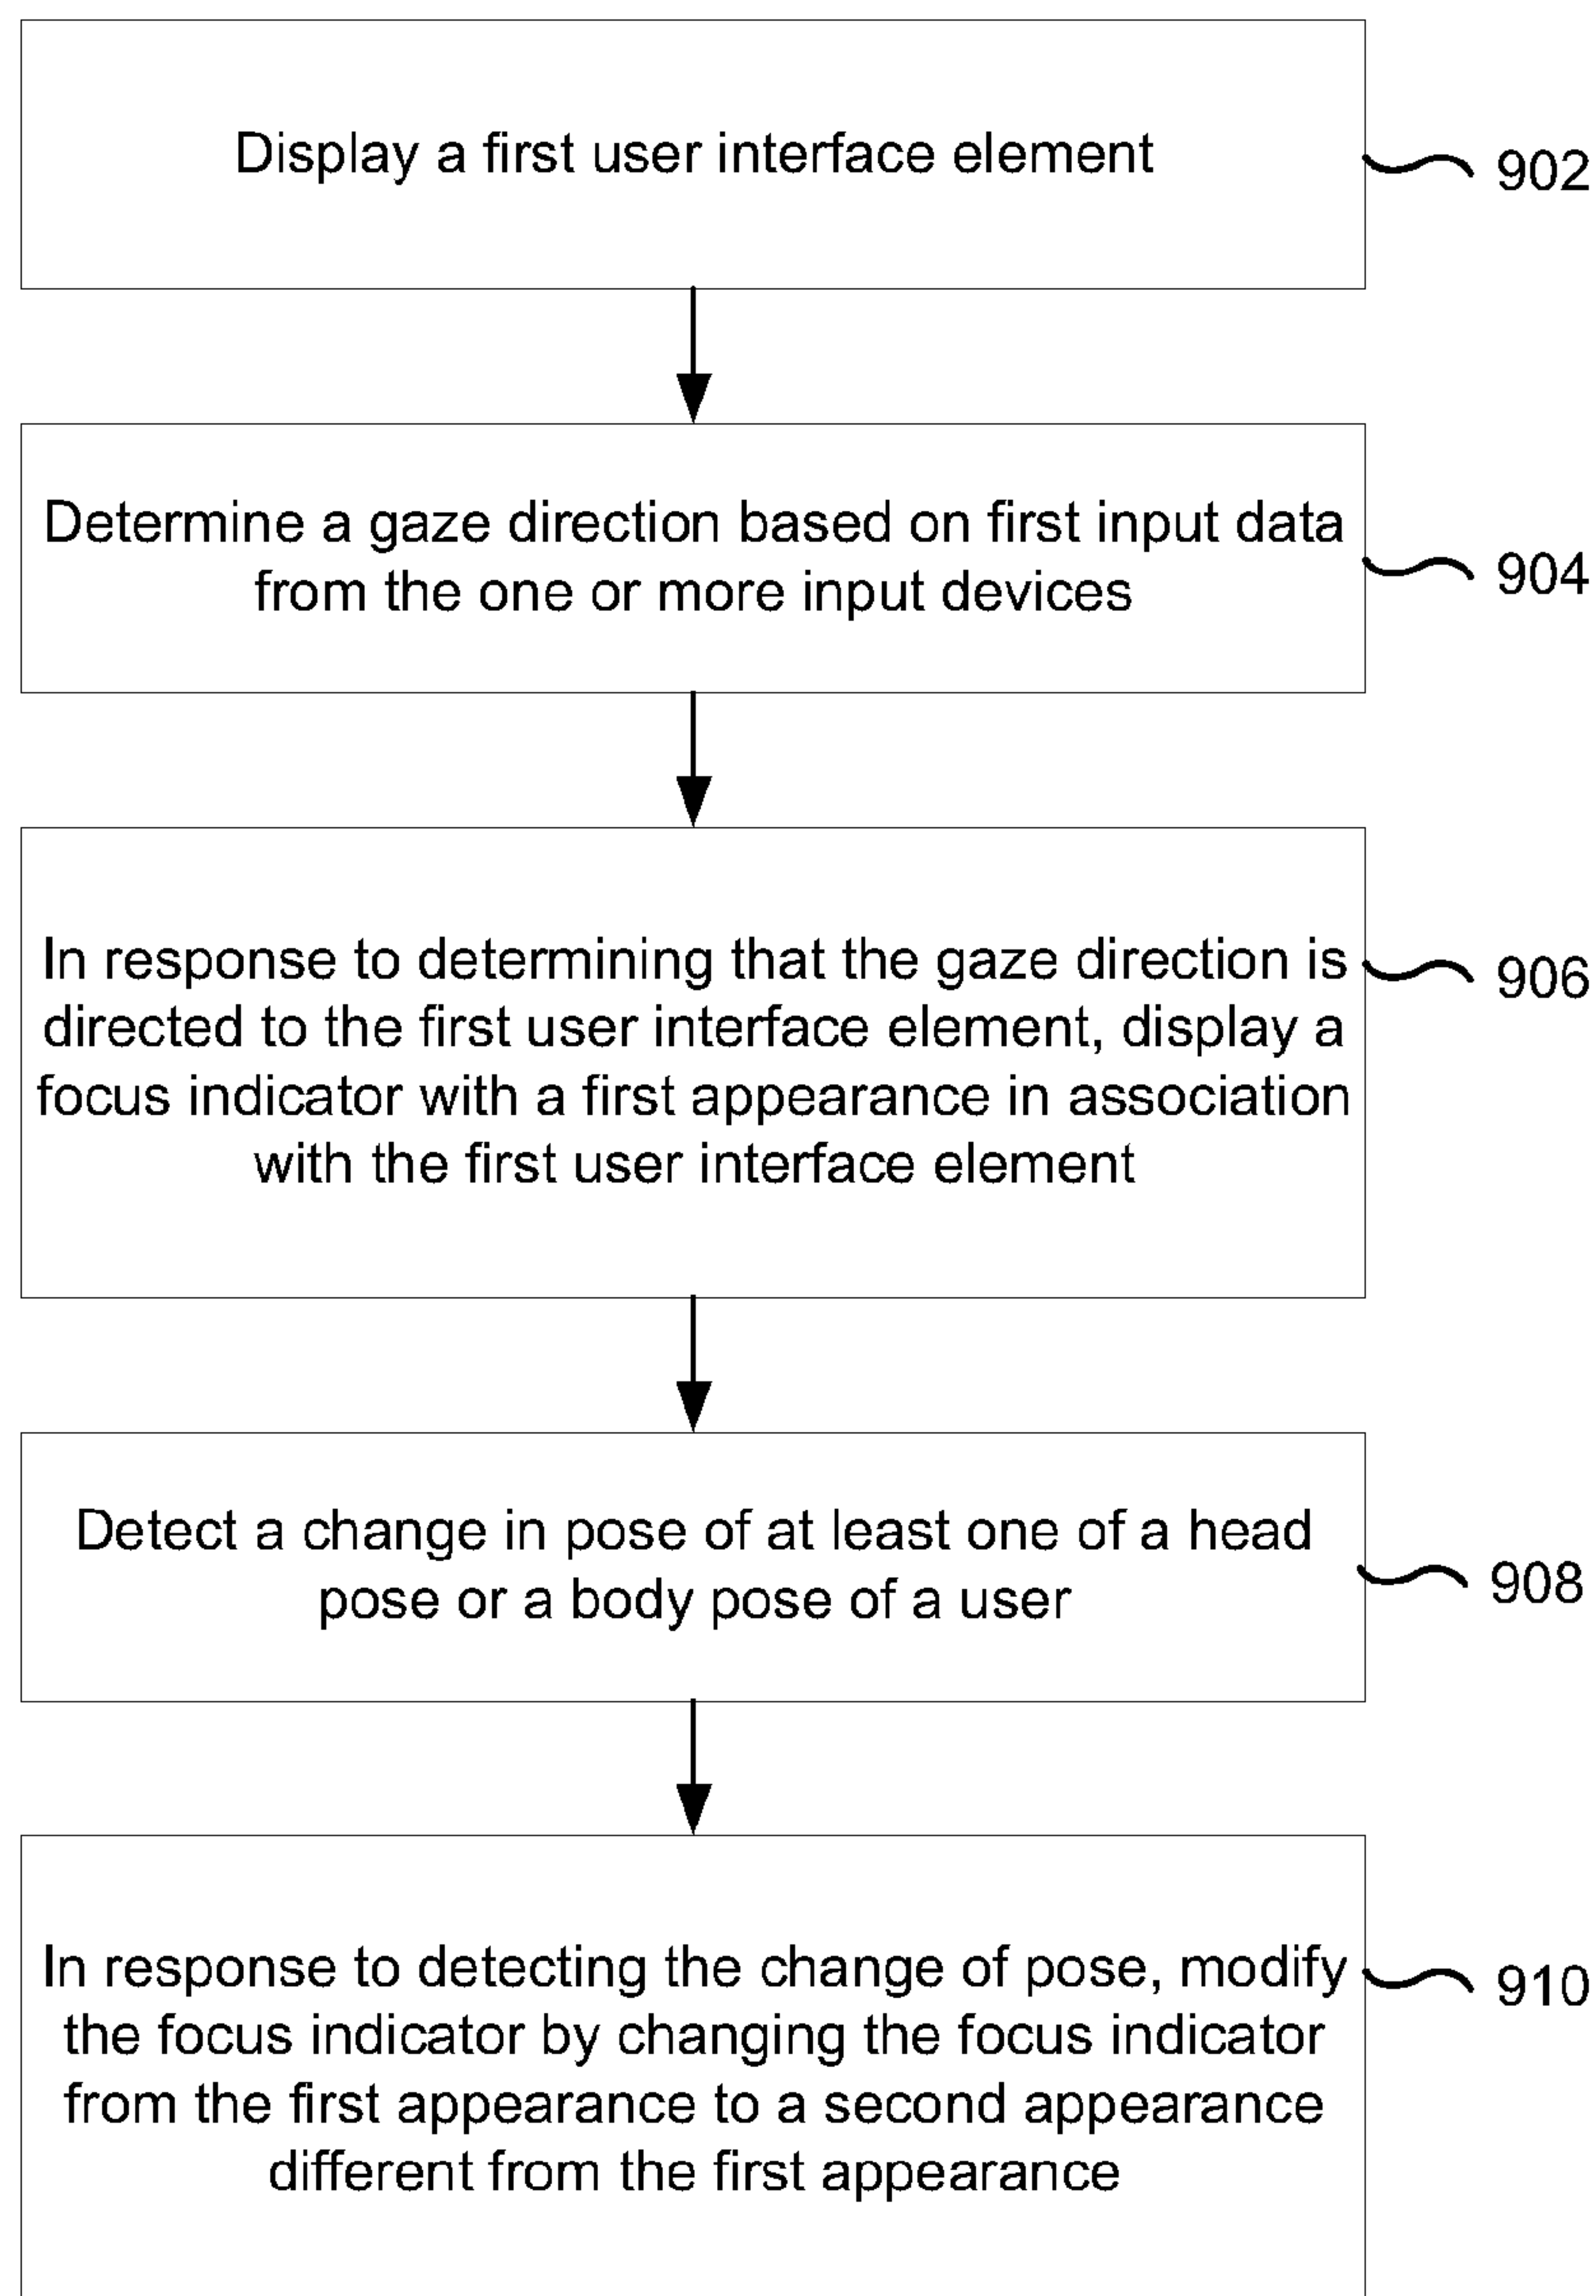 Display a first user interface element
902
Determine a gaze direction based on first input data
from the one or more input devices
904
In response to determining that the gaze direction is
directed to the first user interface element, display a
focus indicator with a first appearance in association
with the first user interface element
906
Detect a change in pose of at least one of a head
pose or a body pose of a user
908
In response to detecting the change of pose, modify
the focus indicator by changing the focus indicator
from the first appearance to a second appearance
different from the first appearance
910